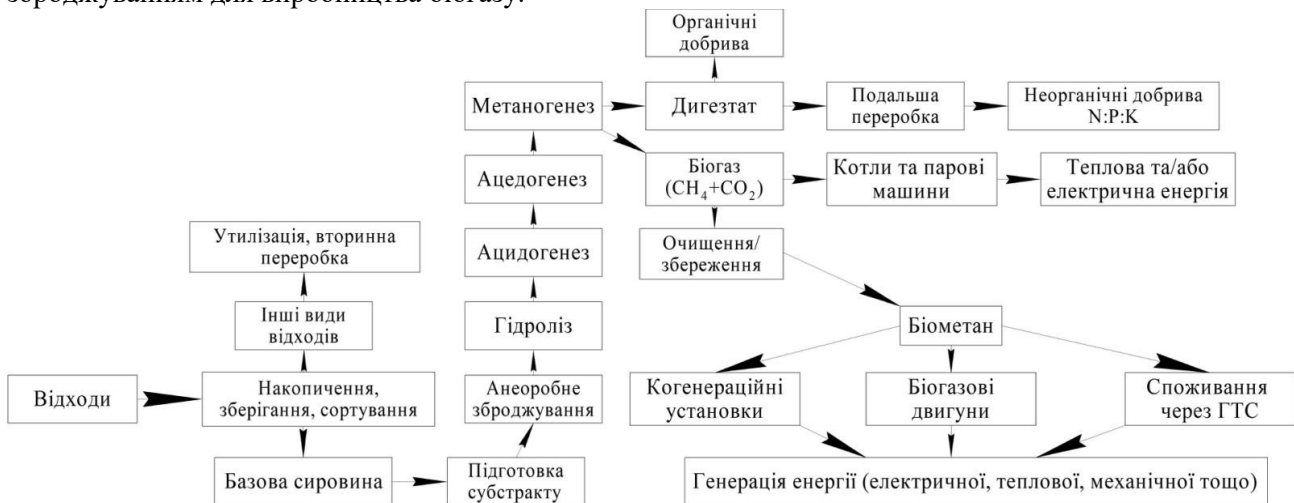 зброджуванням для виробництва біогазу.
Органічні
добрива
Метаногенез
Дигезтат
Подальша
переробка
Неорганічні добрива
N:P:K
Ацедогенез
Біогаз
(CH₄+CO₂)
Котли та парові
машини
Теплова та/або
електрична енергія
Утилізація, вторинна
переробка
Ацидогенез
Очищення/
збереження
Інші види
відходів
Гідроліз
Біометан
Відходи
Накопичення,
зберігання, сортування
Анеоробне
зброджування
Когенераційні
установки
Біогазові
двигуни
Споживання
через ГТС
Базова сировина
Підготовка
субстракту
Генерація енергії (електричної, теплової, механічної тощо)